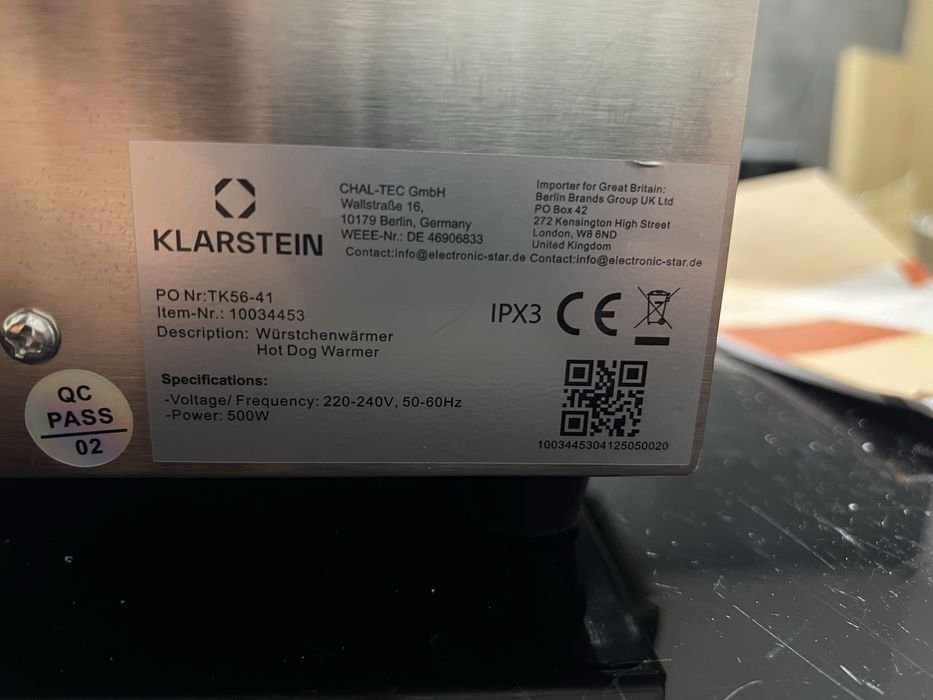 KLARSTEIN
CHAL-TEC GmbH
Wallstraße 16,
10179 Berlin, Germany
WEEE-Nr.: DE 46906833
Contact:info@electronic-star.de
Importer for Great Britain:
Berlin Brands Group UK Ltd
PO Box 42
272 Kensington High Street
London, W8 6ND
United Kingdom
Contact:info@electronic-star.de
PO Nr:TK56-41
Item-Nr.: 10034453
Description: Würstchenwärmer
Hot Dog Warmer
IPX3 CE
Specifications:
-Voltage/ Frequency: 220-240V, 50-60Hz
-Power: 500W
1003445304125050020
QC
PASS
02